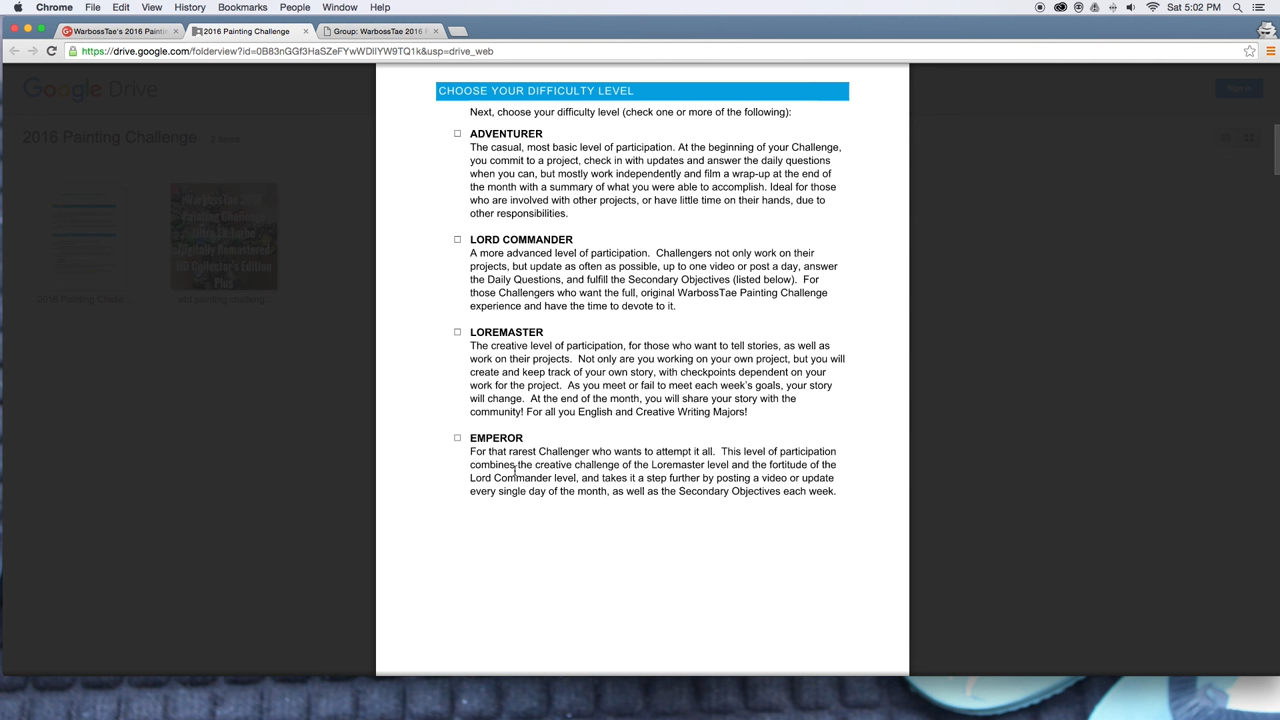 Chrome File Edit View History Bookmarks People Window Help Sat 5:02 PM
WarbossTae's 2016 Paintin
2016 Painting Challenge
Group: WarbossTae 2016 P
https://drive.google.com/folderview?id=0B83nGGf3HaSZeFYwWDlIYW9TQ1k&usp=drive_web
Google Drive
Sign in
2016 Painting Challenge 2 items
2016 Painting Challe
edit painting challeng
CHOOSE YOUR DIFFICULTY LEVEL
Next, choose your difficulty level (check one or more of the following):
ADVENTURER
The casual, most basic level of participation. At the beginning of your Challenge,
you commit to a project, check in with updates and answer the daily questions
when you can, but mostly work independently and film a wrap-up at the end of
the month with a summary of what you were able to accomplish. Ideal for those
who are involved with other projects, or have little time on their hands, due to
other responsibilities.
LORD COMMANDER
A more advanced level of participation. Challengers not only work on their
projects, but update as often as possible, up to one video or post a day, answer
the Daily Questions, and fulfill the Secondary Objectives (listed below). For
those Challengers who want the full, original WarbossTae Painting Challenge
experience and have the time to devote to it.
LOREMASTER
The creative level of participation, for those who want to tell stories, as well as
work on their projects. Not only are you working on your own project, but you will
create and keep track of your own story, with checkpoints dependent on your
work for the project. As you meet or fail to meet each week's goals, your story
will change. At the end of the month, you will share your story with the
community! For all you English and Creative Writing Majors!
EMPEROR
For that rarest Challenger who wants to attempt it all. This level of participation
combines the creative challenge of the Loremaster level and the fortitude of the
Lord Commander level, and takes it a step further by posting a video or update
every single day of the month, as well as the Secondary Objectives each week.